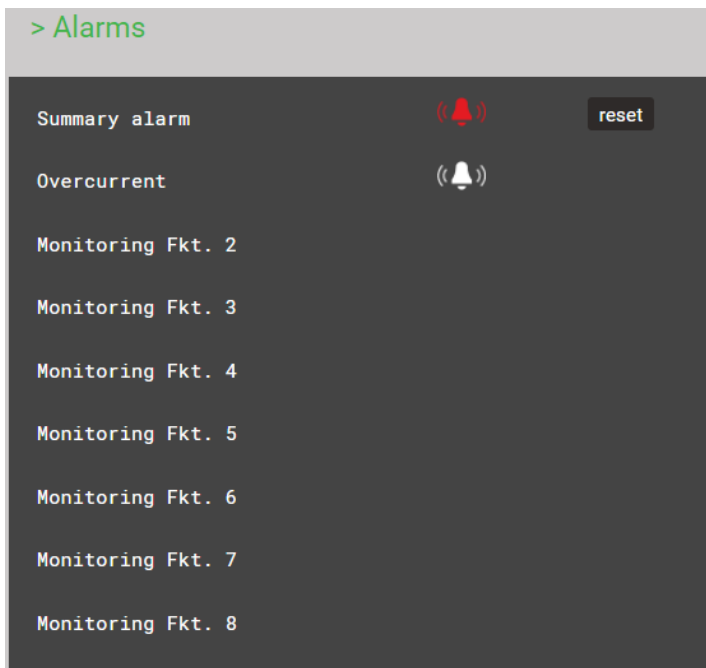 > Alarms
Summary alarm reset
Overcurrent
Monitoring Fkt. 2
Monitoring Fkt. 3
Monitoring Fkt. 4
Monitoring Fkt. 5
Monitoring Fkt. 6
Monitoring Fkt. 7
Monitoring Fkt. 8